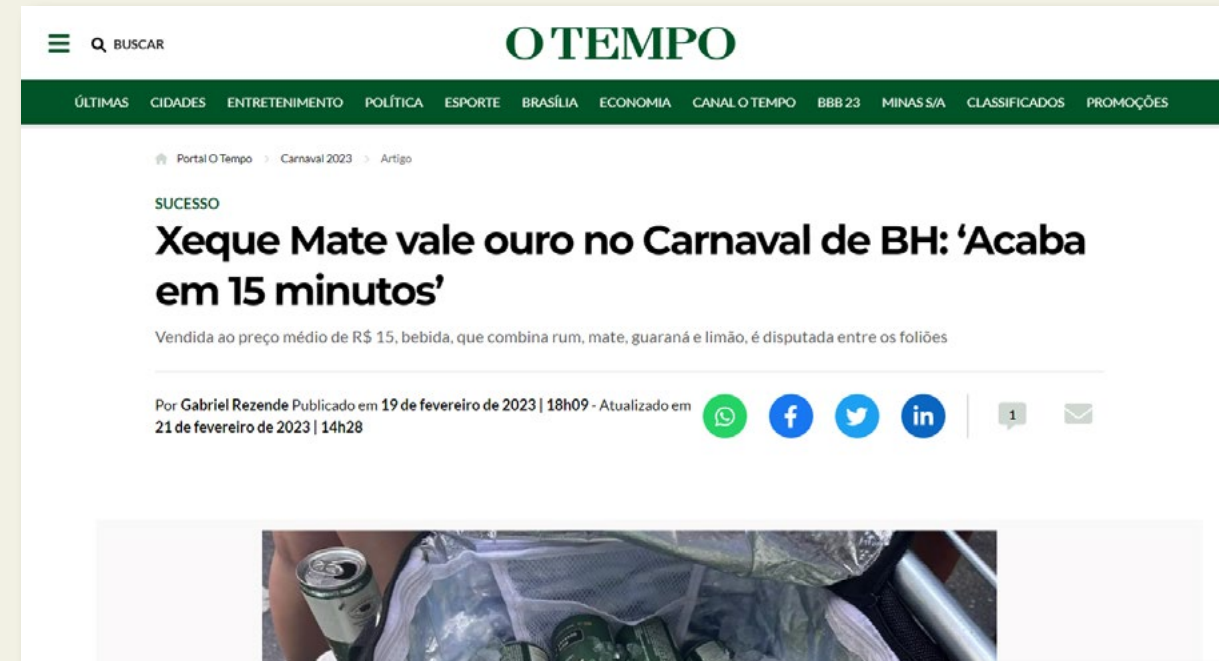 BUSCAR
O TEMPO
ÚLTIMAS CIDADES ENTRETENIMENTO POLÍTICA ESPORTE BRASÍLIA ECONOMIA CANAL O TEMPO BBB 23 MINAS S/A CLASSIFICADOS PROMOÇÕES
Portal O Tempo > Carnaval 2023 > Artigo
SUCESSO
Xeque Mate vale ouro no Carnaval de BH: ‘Acaba
em 15 minutos’
Vendida ao preço médio de R$ 15, bebida, que combina rum, mate, guaraná e limão, é disputada entre os foliões
Por Gabriel Rezende Publicado em 19 de fevereiro de 2023 | 18h09 - Atualizado em
21 de fevereiro de 2023 | 14h28
1